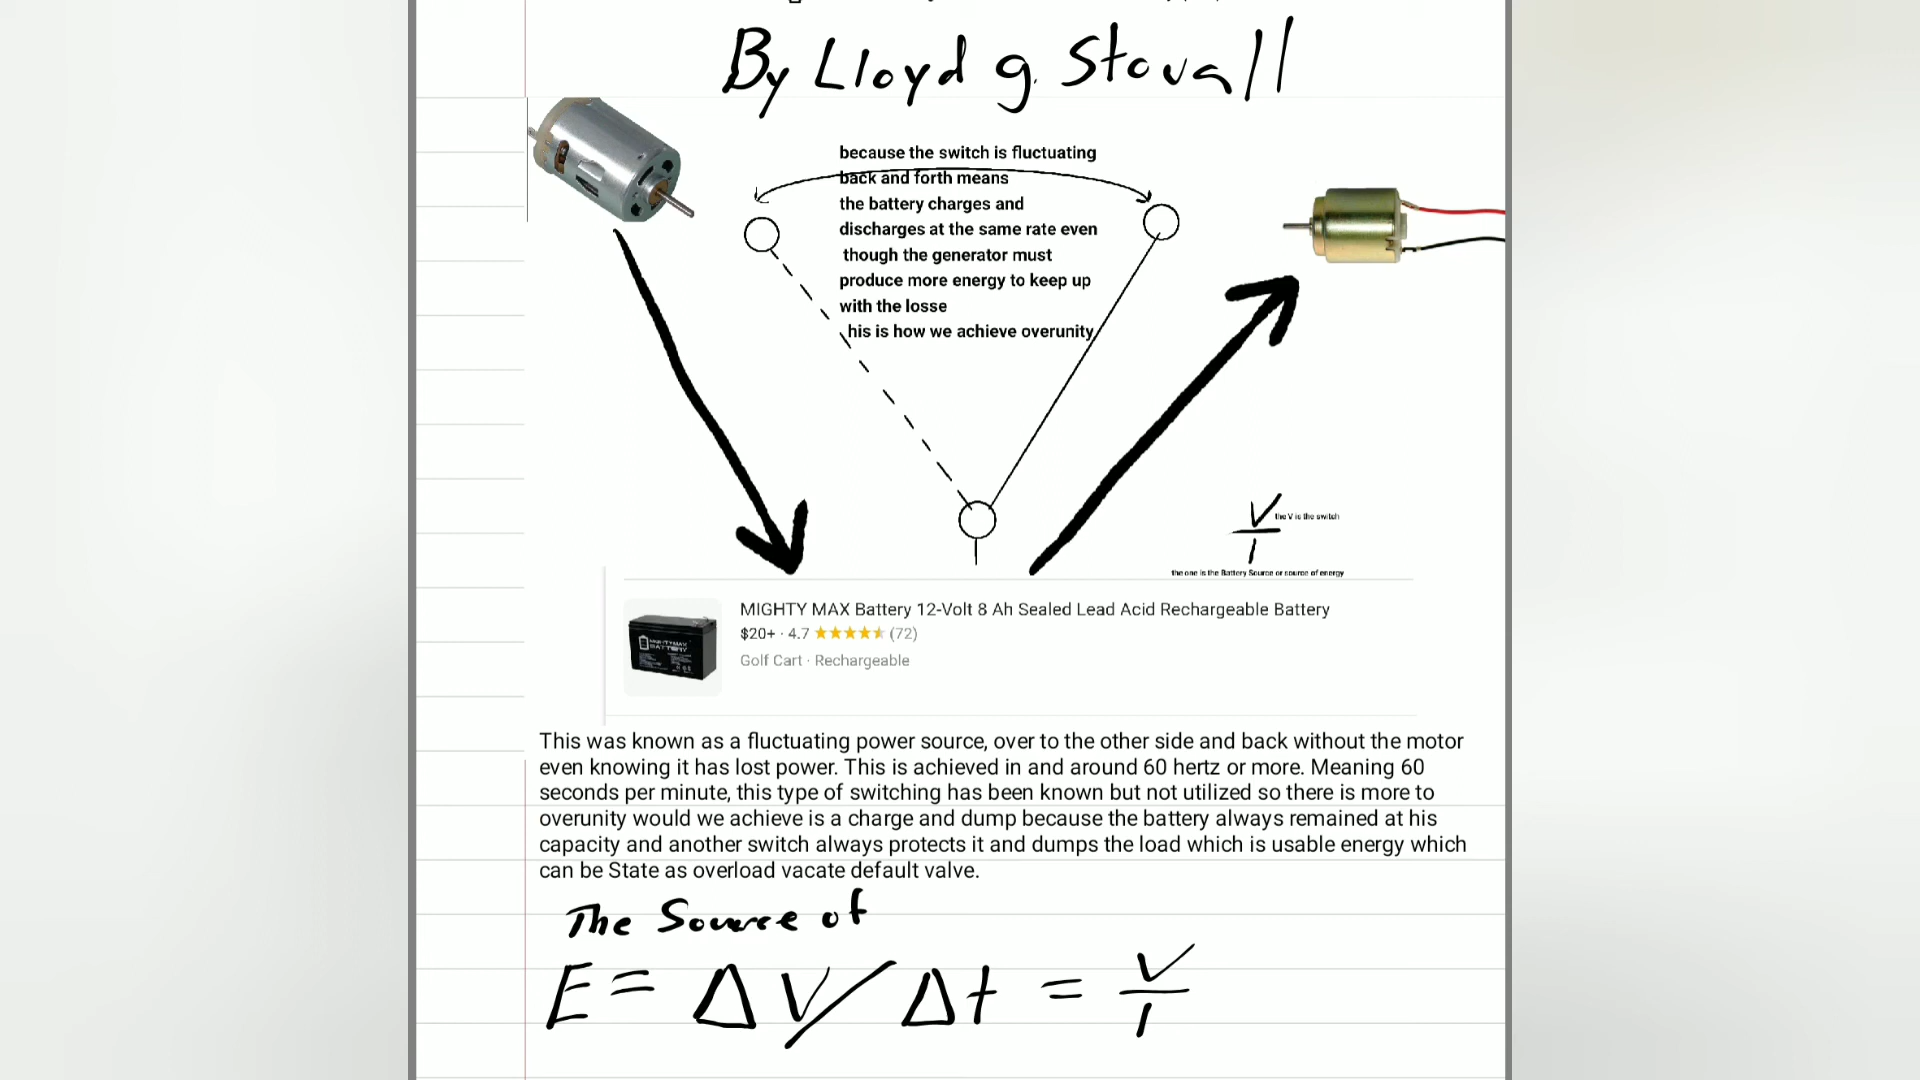 By Lloyd g. Stovall
because the switch is fluctuating
back and forth means
the battery charges and
discharges at the same rate even
though the generator must
produce more energy to keep up
with the losse
his is how we achieve overunity
V
the V is the switch
1
the one is the Battery Source or source of energy
MIGHTY MAX Battery 12-Volt 8 Ah Sealed Lead Acid Rechargeable Battery
$20+ · 4.7 ★★★★★ (72)
Golf Cart · Rechargeable
MIGHTY MAX
BATTERY
This was known as a fluctuating power source, over to the other side and back without the motor
even knowing it has lost power. This is achieved in and around 60 hertz or more. Meaning 60
seconds per minute, this type of switching has been known but not utilized so there is more to
overunity would we achieve is a charge and dump because the battery always remained at his
capacity and another switch always protects it and dumps the load which is usable energy which
can be State as overload vacate default valve.
The Source of
E = ΔV/Δt = V/1